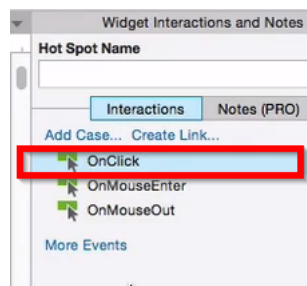 Widget Interactions and Notes
Hot Spot Name
Interactions Notes (PRO)
Add Case... Create Link...
OnClick
OnMouseEnter
OnMouseOut
More Events